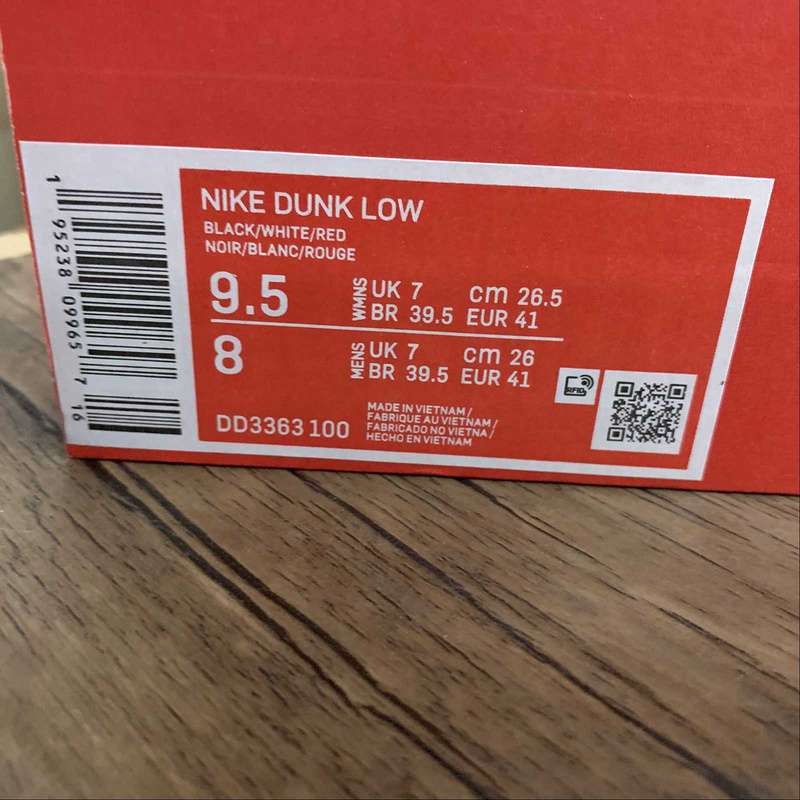 NIKE DUNK LOW
BLACK/WHITE/RED
NOIR/BLANC/ROUGE
9.5 WMNS UK 7 cm 26.5
BR 39.5 EUR 41
8 MENS UK 7 cm 26
BR 39.5 EUR 41
DD3363 100
MADE IN VIETNAM/
FABRIQUE AU VIETNAM/
FABRICADO NO VIETNA/
HECHO EN VIETNAM
RFID
1 95238 09965 7 16